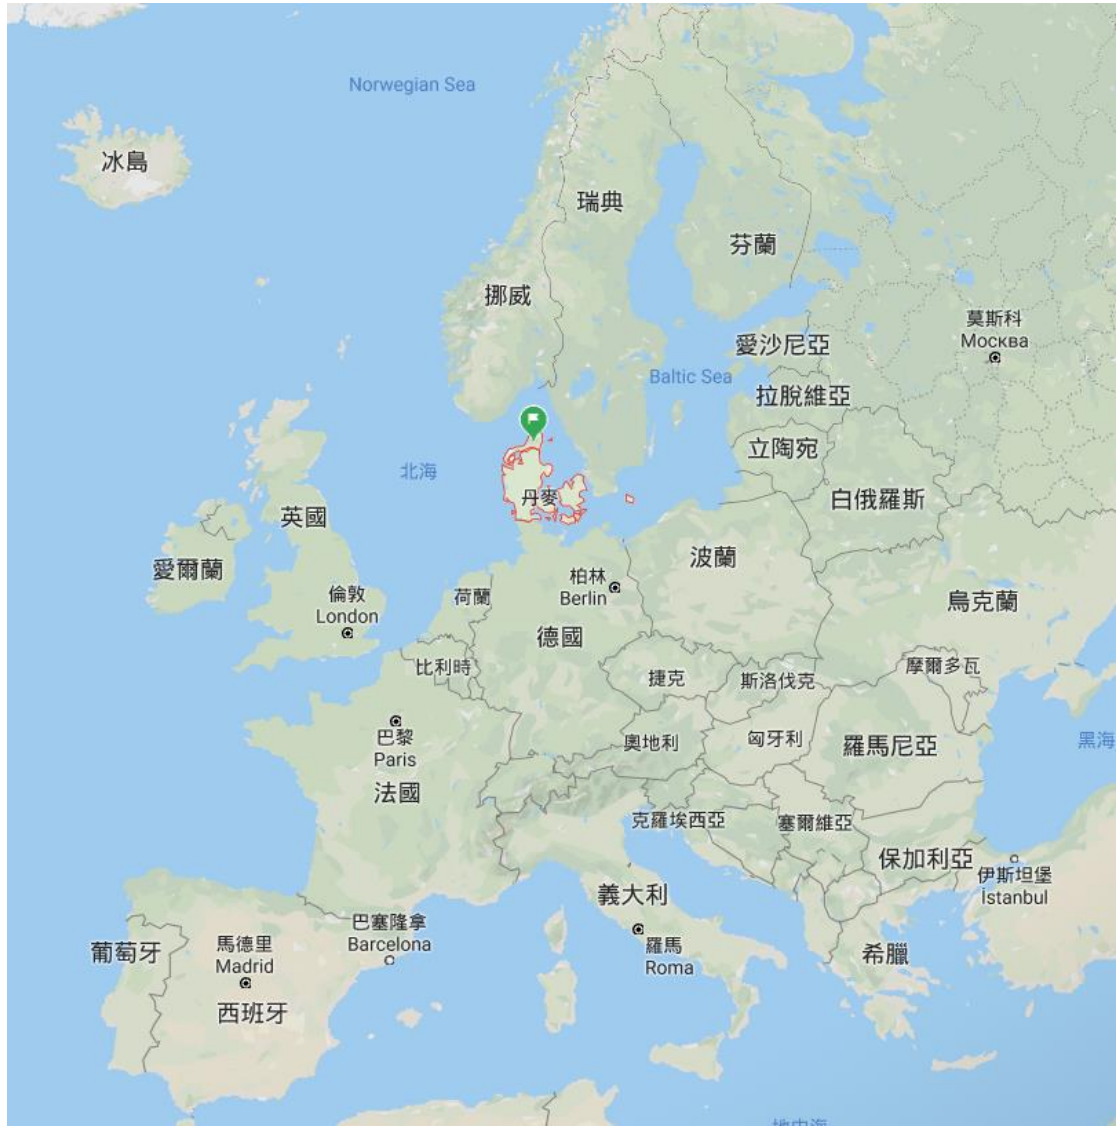 Norwegian Sea
冰島
瑞典
芬蘭
挪威
莫斯科
Москва
愛沙尼亞
Baltic Sea
拉脫維亞
立陶宛
北海
丹麥
白俄羅斯
英國
波蘭
愛爾蘭
柏林
Berlin
荷蘭
倫敦
London
烏克蘭
德國
比利時
捷克
斯洛伐克
摩爾多瓦
巴黎
Paris
奧地利
匈牙利
羅馬尼亞
黑海
法國
克羅埃西亞
塞爾維亞
保加利亞
伊斯坦堡
İstanbul
義大利
巴塞隆拿
Barcelona
葡萄牙
馬德里
Madrid
羅馬
Roma
希臘
西班牙
地中海